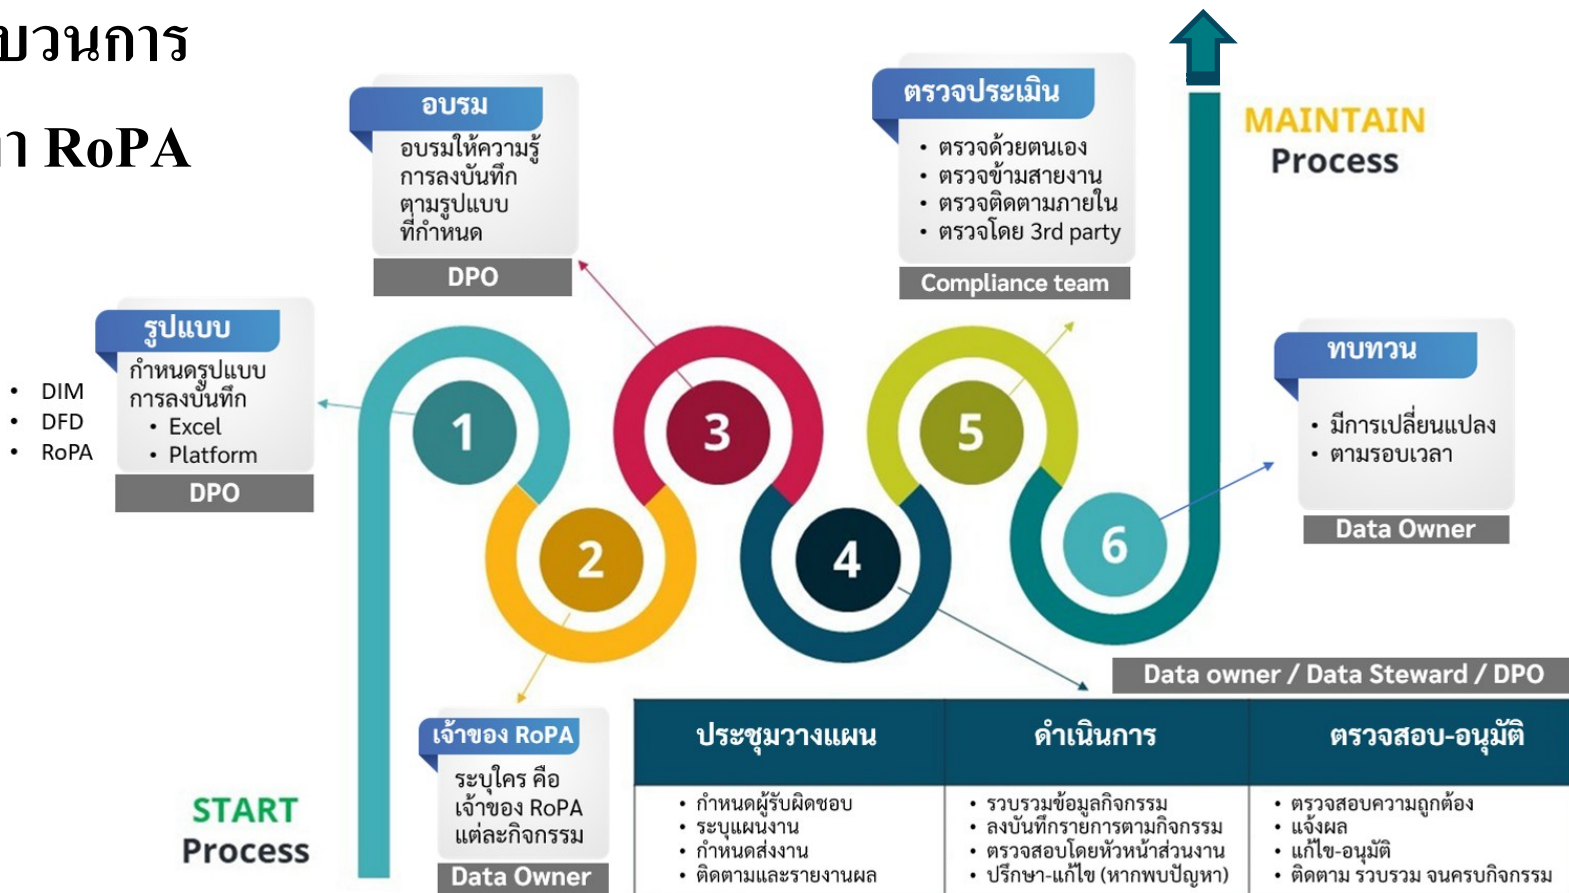 บวนการ
า RoPA
อบรม
อบรมให้ความรู้
การลงบันทึก
ตามรูปแบบ
ที่กำหนด
DPO
ตรวจประเมิน
• ตรวจด้วยตนเอง
• ตรวจข้ามสายงาน
• ตรวจติดตามภายใน
• ตรวจโดย 3rd party
Compliance team
MAINTAIN
Process
• DIM
• DFD
• RoPA
รูปแบบ
กำหนดรูปแบบ
การลงบันทึก
• Excel
• Platform
DPO
1
2
3
4
5
6
ทบทวน
• มีการเปลี่ยนแปลง
• ตามรอบเวลา
Data Owner
START
Process
เจ้าของ RoPA
ระบุใคร คือ
เจ้าของ RoPA
แต่ละกิจกรรม
Data Owner
Data owner / Data Steward / DPO
ประชุมวางแผน
• กำหนดผู้รับผิดชอบ
• ระบุแผนงาน
• กำหนดส่งงาน
• ติดตามและรายงานผล
ดำเนินการ
• รวบรวมข้อมูลกิจกรรม
• ลงบันทึกรายการตามกิจกรรม
• ตรวจสอบโดยหัวหน้าส่วนงาน
• ปรึกษา-แก้ไข (หากพบปัญหา)
ตรวจสอบ-อนุมัติ
• ตรวจสอบความถูกต้อง
• แจ้งผล
• แก้ไข-อนุมัติ
• ติดตาม รวบรวม จนครบกิจกรรม